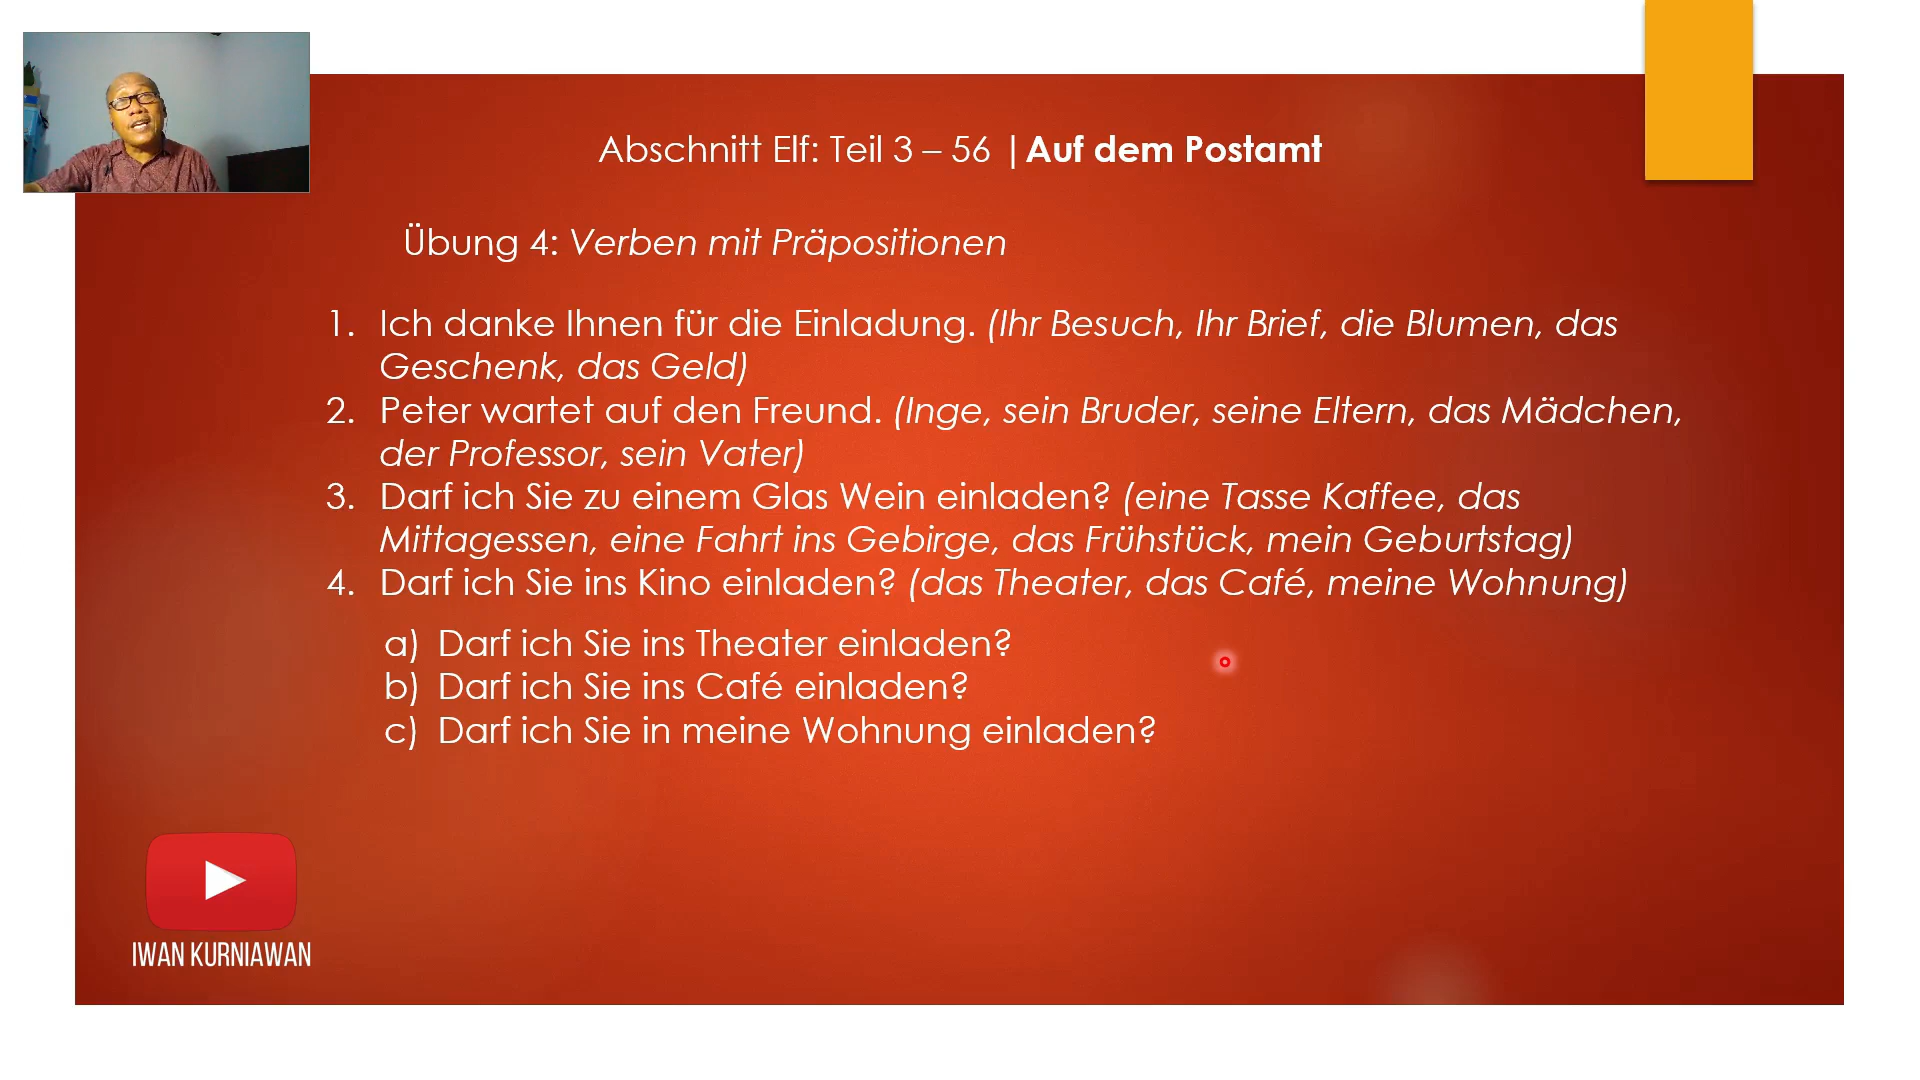 Abschnitt Elf: Teil 3 – 56 |Auf dem Postamt
Übung 4: Verben mit Präpositionen
1. Ich danke Ihnen für die Einladung. (Ihr Besuch, Ihr Brief, die Blumen, das
Geschenk, das Geld)
2. Peter wartet auf den Freund. (Inge, sein Bruder, seine Eltern, das Mädchen,
der Professor, sein Vater)
3. Darf ich Sie zu einem Glas Wein einladen? (eine Tasse Kaffee, das
Mittagessen, eine Fahrt ins Gebirge, das Frühstück, mein Geburtstag)
4. Darf ich Sie ins Kino einladen? (das Theater, das Café, meine Wohnung)
a) Darf ich Sie ins Theater einladen?
b) Darf ich Sie ins Café einladen?
c) Darf ich Sie in meine Wohnung einladen?
IWAN KURNIAWAN